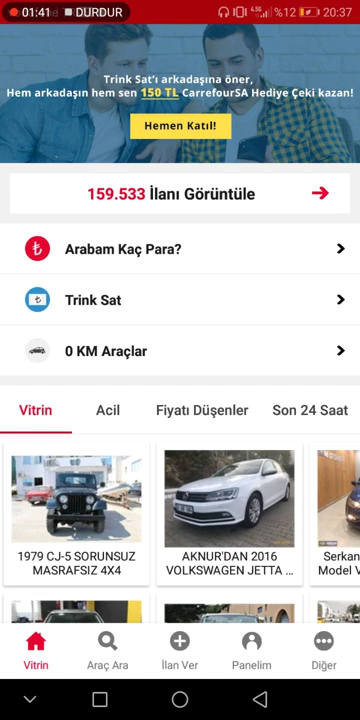 01:41 DURDUR
4.5G %12 20:37
Trink Sat'ı arkadaşına öner,
Hem arkadaşın hem sen 150 TL CarrefourSA Hediye Çeki kazan!
Hemen Katıl!
159.533 İlanı Görüntüle
Arabam Kaç Para?
Trink Sat
0 KM Araçlar
Vitrin Acil Fiyatı Düşenler Son 24 Saat
1979 CJ-5 SORUNSUZ
MASRAFSIZ 4X4
AKNUR'DAN 2016
VOLKSWAGEN JETTA ...
Serkan
Model V
Vitrin Araç Ara İlan Ver Panelim Diğer